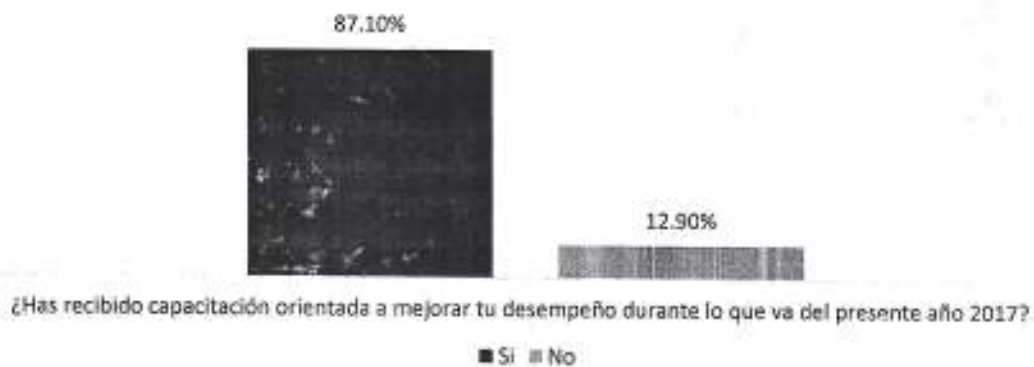 87.10%
12.90%
¿Has recibido capacitación orientada a mejorar tu desempeño durante lo que va del presente año 2017?
Si No